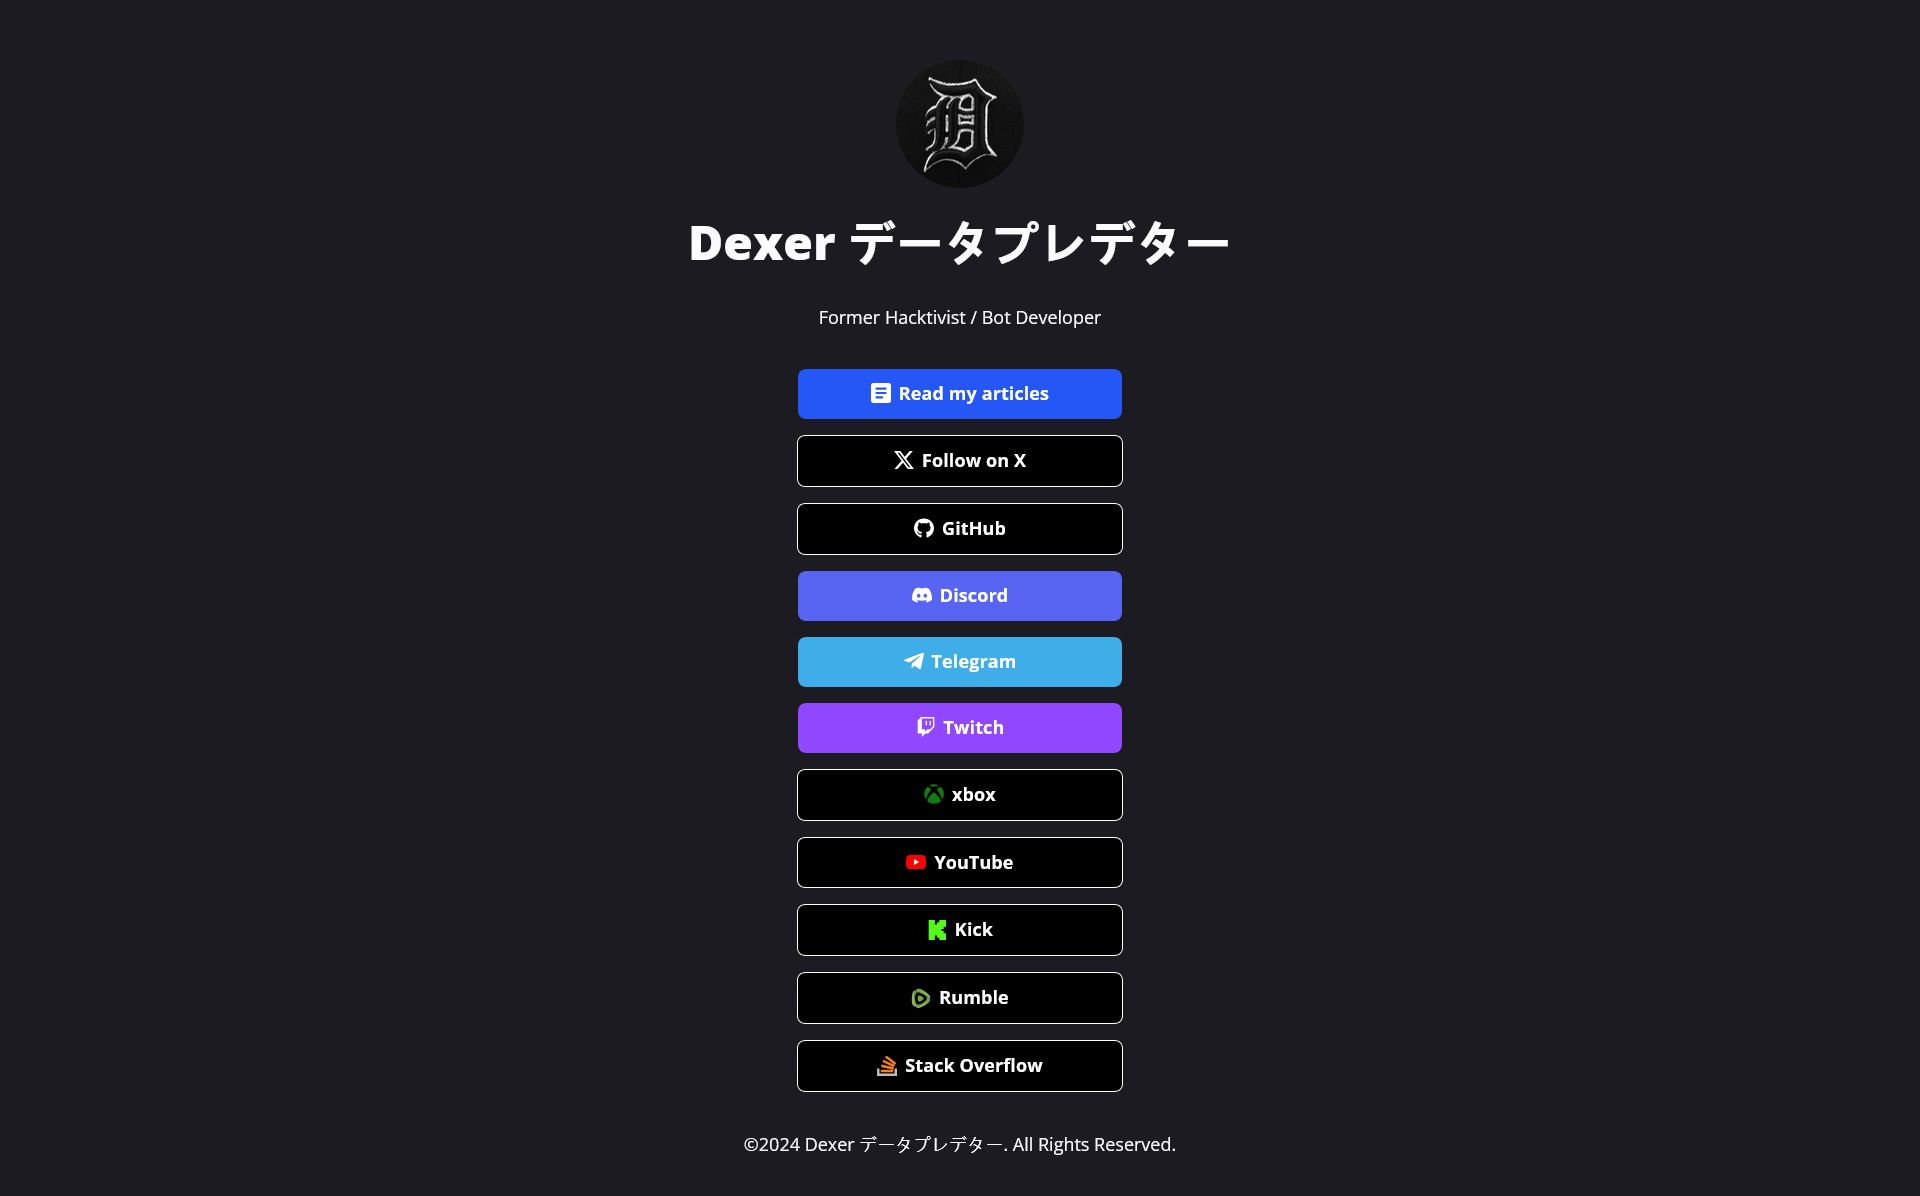 D
Dexer データプレデター
Former Hacktivist / Bot Developer
Read my articles
Follow on X
GitHub
Discord
Telegram
Twitch
xbox
YouTube
Kick
Rumble
Stack Overflow
©2024 Dexer データプレデター. All Rights Reserved.